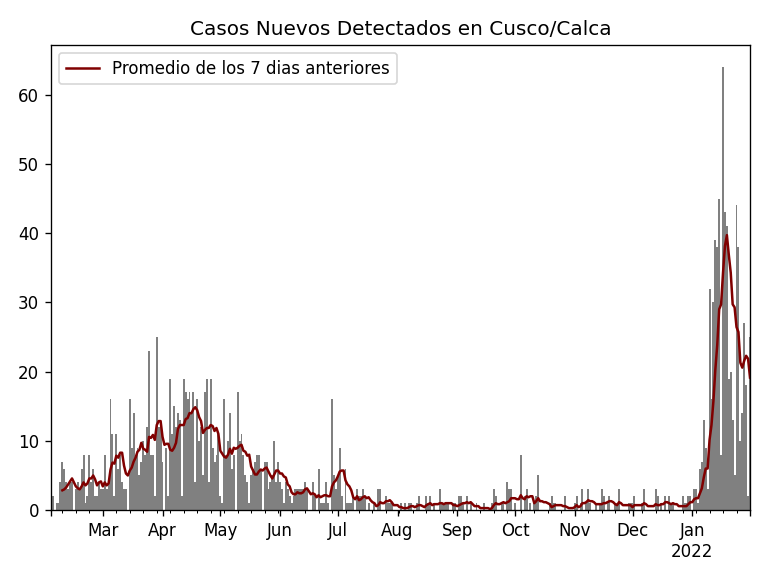 Casos Nuevos Detectados en Cusco/Calca
Promedio de los 7 dias anteriores
60
50
40
30
20
10
0
Mar Apr May Jun Jul Aug Sep Oct Nov Dec Jan
2022